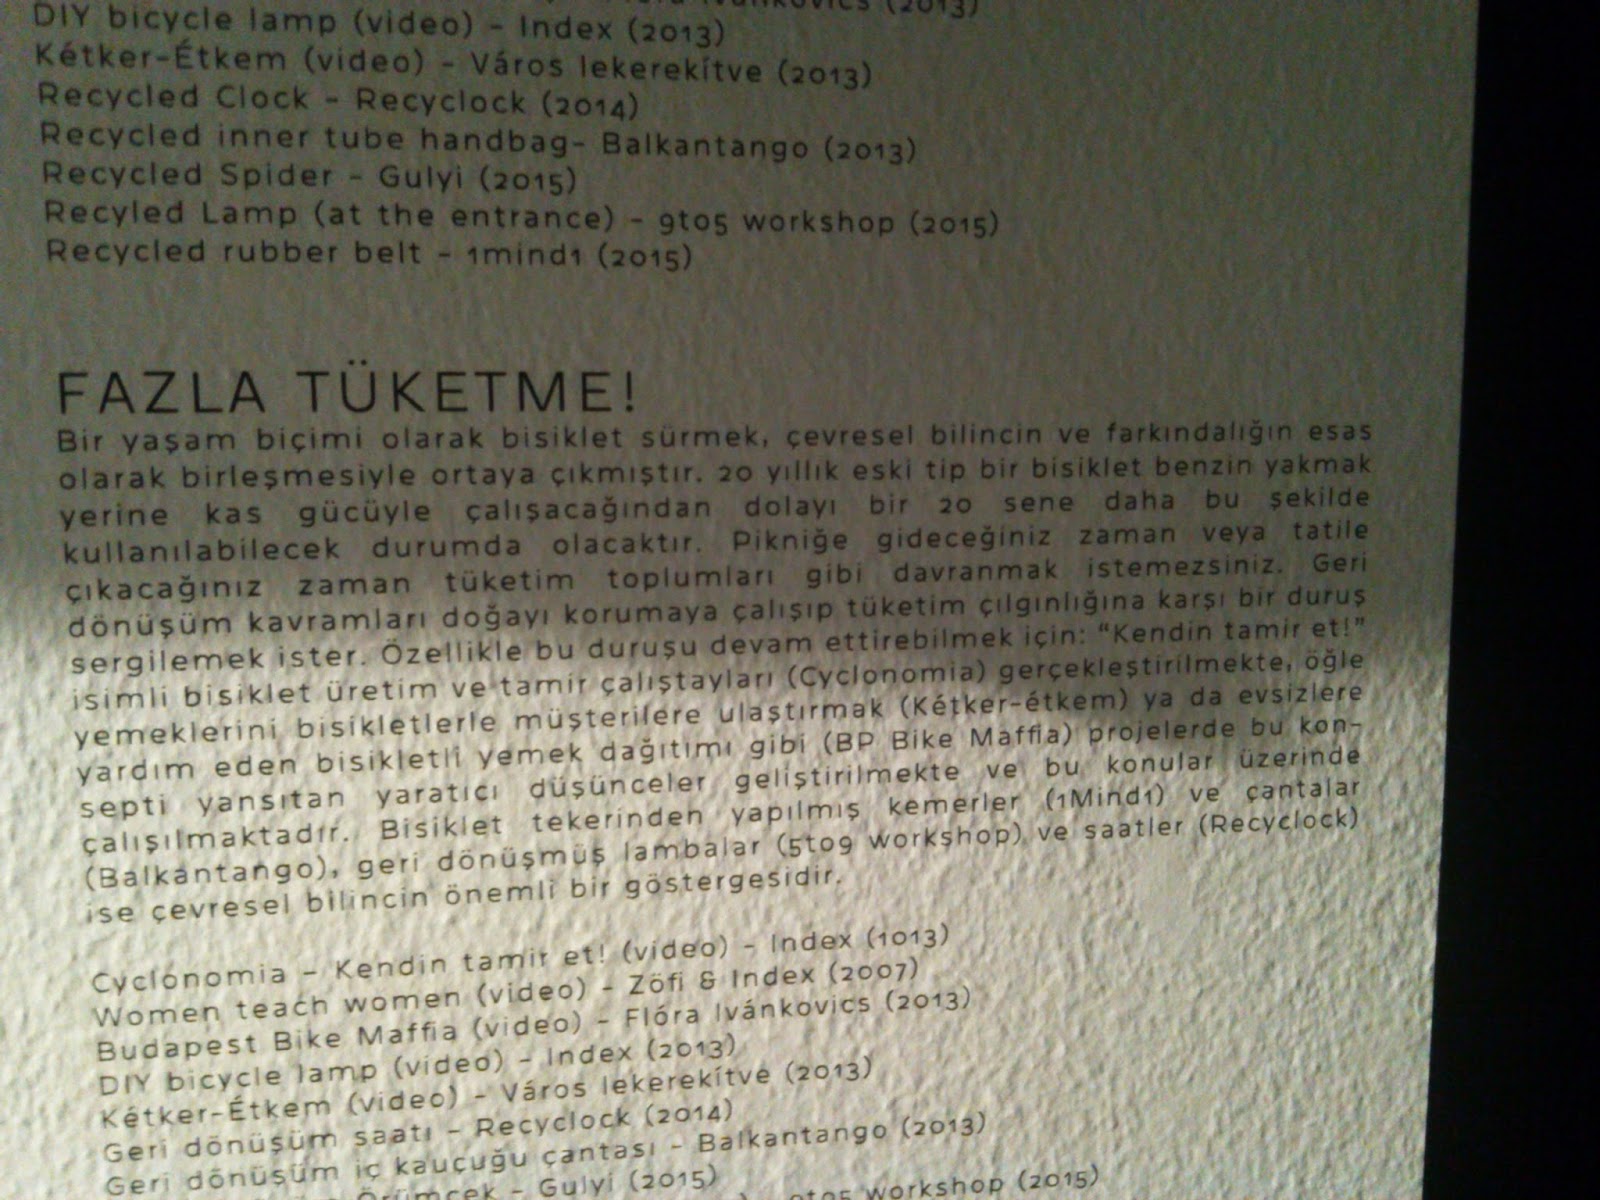 Ivánkovics (2013)
DIY bicycle lamp (video) - Index (2013)
Kétker-Étkem (video) - Város lekerekítve (2013)
Recycled Clock - Recyclock (2014)
Recycled inner tube handbag- Balkantango (2013)
Recycled Spider - Gulyi (2015)
Recyled Lamp (at the entrance) - 9to5 workshop (2015)
Recycled rubber belt - 1mind1 (2015)
FAZLA TÜKETME!
Bir yaşam biçimi olarak bisiklet sürmek, çevresel bilincin ve farkındalığın esas
olarak birleşmesiyle ortaya çıkmıştır. 20 yıllık eski tip bir bisiklet benzin yakmak
yerine kas gücüyle çalışacağından dolayı bir 20 sene daha bu şekilde
kullanılabilecek durumda olacaktır. Pikniğe gideceğiniz zaman veya tatile
çıkacağınız zaman tüketim toplumları gibi davranmak istemezsiniz. Geri
dönüşüm kavramları doğayı korumaya çalışıp tüketim çılgınlığına karşı bir duruş
sergilemek ister. Özellikle bu duruşu devam ettirebilmek için: “Kendin tamir et!”
isimli bisiklet üretim ve tamir çalıştayları (Cyclonomia) gerçekleştirilmekte, öğle
yemeklerini bisikletlerle müşterilere ulaştırmak (Kétker-étkem) ya da evsizlere
yardım eden bisikletli yemek dağıtımı gibi (BP Bike Maffia) projelerde bu kon-
septi yansıtan yaratıcı düşünceler geliştirilmekte ve bu konular üzerinde
çalışılmaktadır. Bisiklet tekerinden yapılmış kemerler (1Mind1) ve çantalar
(Balkantango), geri dönüşmüş lambalar (5to9 workshop) ve saatler (Recyclock)
ise çevresel bilincin önemli bir göstergesidir.
Cyclonomia - Kendin tamir et! (video) - Index (1013)
Women teach women (video) - Zöfi & Index (2007)
Budapest Bike Maffia (video) - Flóra Ivánkovics (2013)
DIY bicycle lamp (video) - Index (2013)
Kétker-Étkem (video) - Város lekerekítve (2013)
Geri dönüşüm saatı - Recyclock (2014)
Geri dönüşüm iç kauçuğu çantası - Balkantango (2013)
Örümcek - Gulyi (2015)
9to5 workshop (2015)